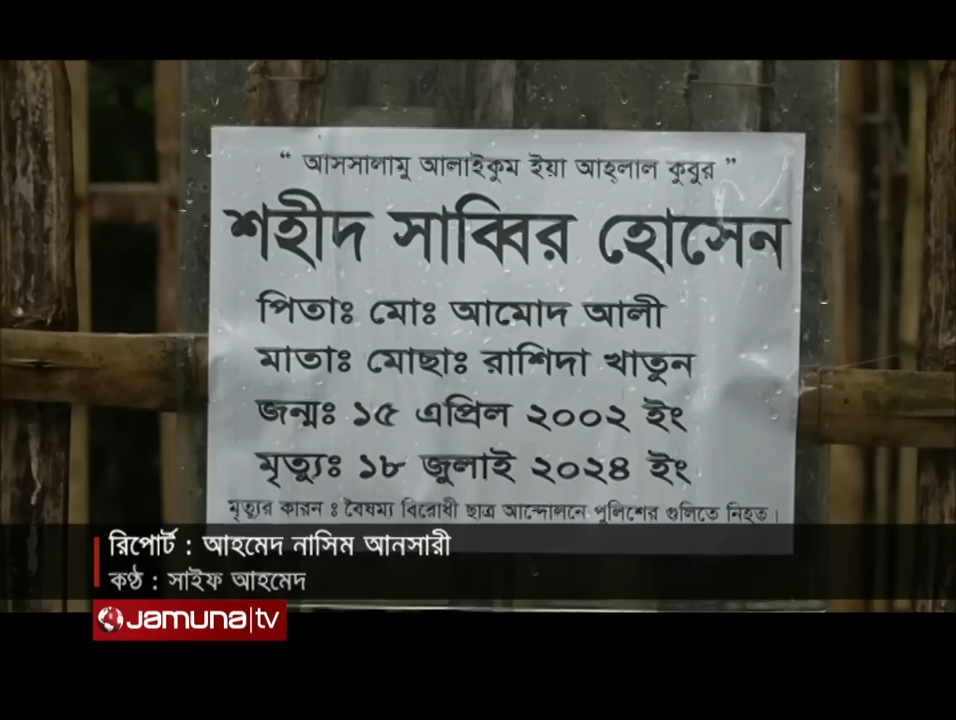 “ আসসালামু আলাইকুম ইয়া আহ্‌লাল কুবুর ”
শহীদ সাব্বির হোসেন
পিতাঃ মোঃ আমোদ আলী
মাতাঃ মোছাঃ রাশিদা খাতুন
জন্মঃ ১৫ এপ্রিল ২০০২ ইং
মৃত্যুঃ ১৮ জুলাই ২০২৪ ইং
মৃত্যুর কারন ঃ বৈষম্য বিরোধী ছাত্র আন্দোলনে পুলিশের গুলিতে নিহত।
রিপোর্ট : আহমেদ নাসিম আনসারী
কণ্ঠ : সাইফ আহমেদ
Jamuna|tv